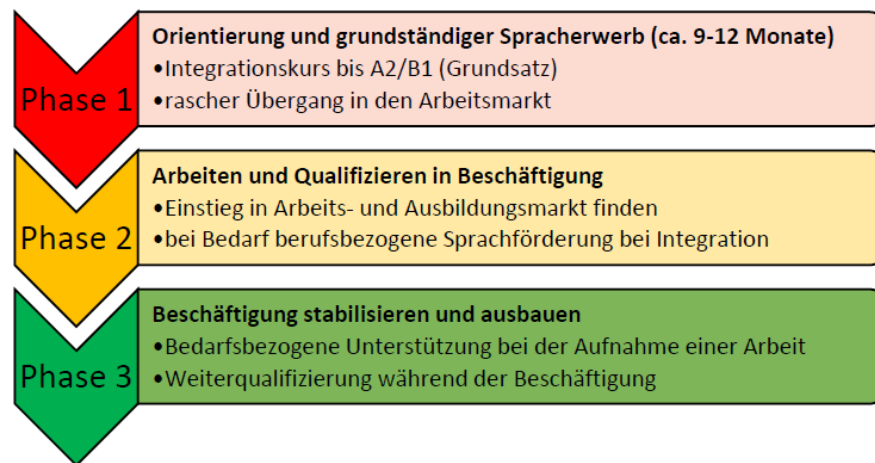 Phase 1
Orientierung und grundständiger Spracherwerb (ca. 9-12 Monate)
•Integrationskurs bis A2/B1 (Grundsatz)
•rascher Übergang in den Arbeitsmarkt
Phase 2
Arbeiten und Qualifizieren in Beschäftigung
•Einstieg in Arbeits- und Ausbildungsmarkt finden
•bei Bedarf berufsbezogene Sprachförderung bei Integration
Phase 3
Beschäftigung stabilisieren und ausbauen
•Bedarfsbezogene Unterstützung bei der Aufnahme einer Arbeit
•Weiterqualifizierung während der Beschäftigung